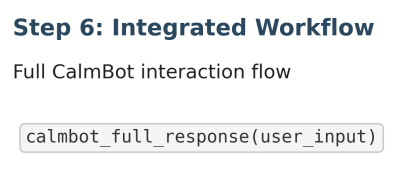 Step 6: Integrated Workflow
Full CalmBot interaction flow
calmbot_full_response(user_input)